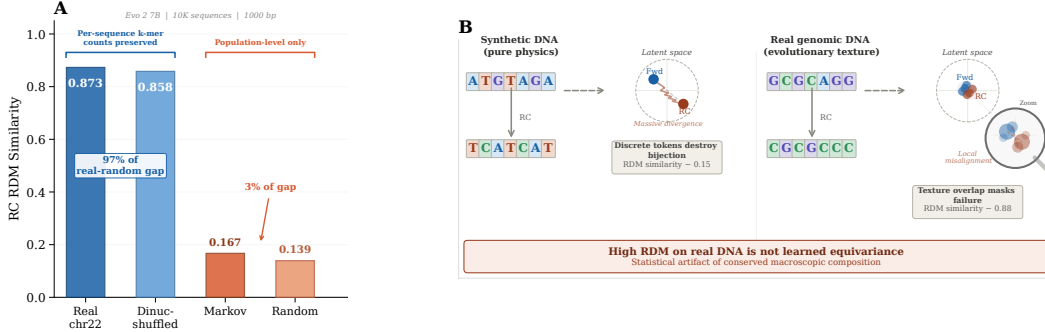 A
Evo 2 7B | 10K sequences | 1000 bp
Per-sequence k-mer
counts preserved
Population-level only
RC RDM Similarity
1.0
0.8
0.6
0.4
0.2
0.0
0.873
0.858
97% of
real-random gap
3% of gap
0.167
0.139
Real
chr22
Dinuc-
shuffled
Markov
Random
B
Synthetic DNA
(pure physics)
A T G T A G A
RC
T C A T C A T
Latent space
Fwd
RC
Massive divergence
Discrete tokens destroy
bijection
RDM similarity ~ 0.15
Real genomic DNA
(evolutionary texture)
G C G C A G G
RC
C G C G C C C
Latent space
Fwd
RC
Zoom
Local
misalignment
Texture overlap masks
failure
RDM similarity ~ 0.88
High RDM on real DNA is not learned equivariance
Statistical artifact of conserved macroscopic composition